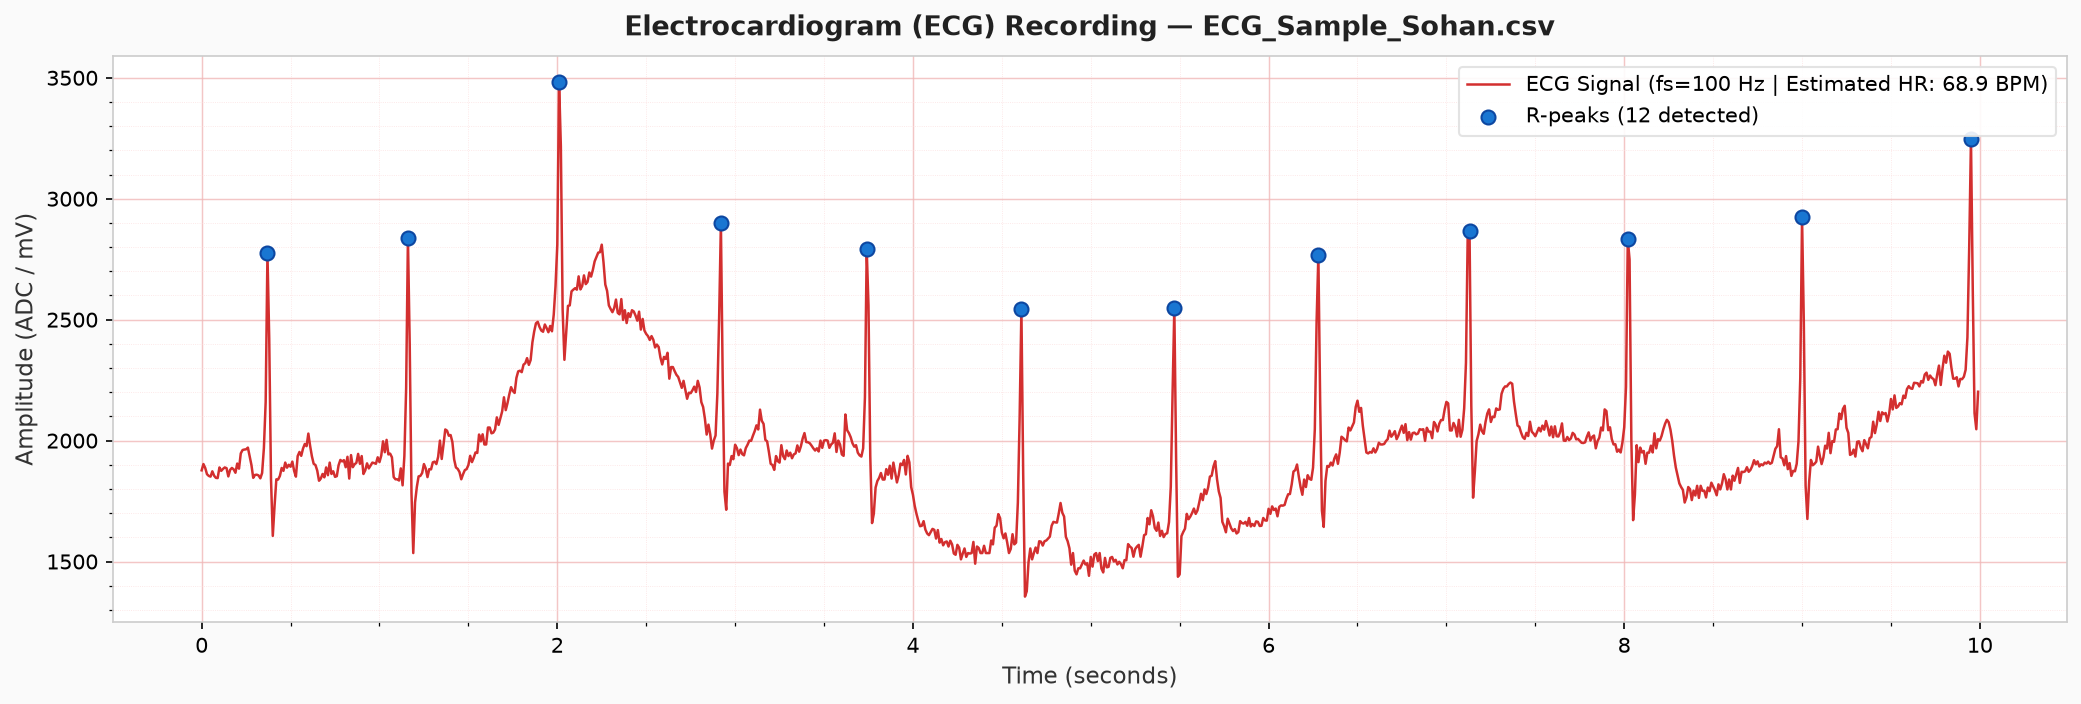 Electrocardiogram (ECG) Recording — ECG_Sample_Sohan.csv
ECG Signal (fs=100 Hz | Estimated HR: 68.9 BPM)
R-peaks (12 detected)
Amplitude (ADC / mV)
3500
3000
2500
2000
1500
0 2 4 6 8 10
Time (seconds)